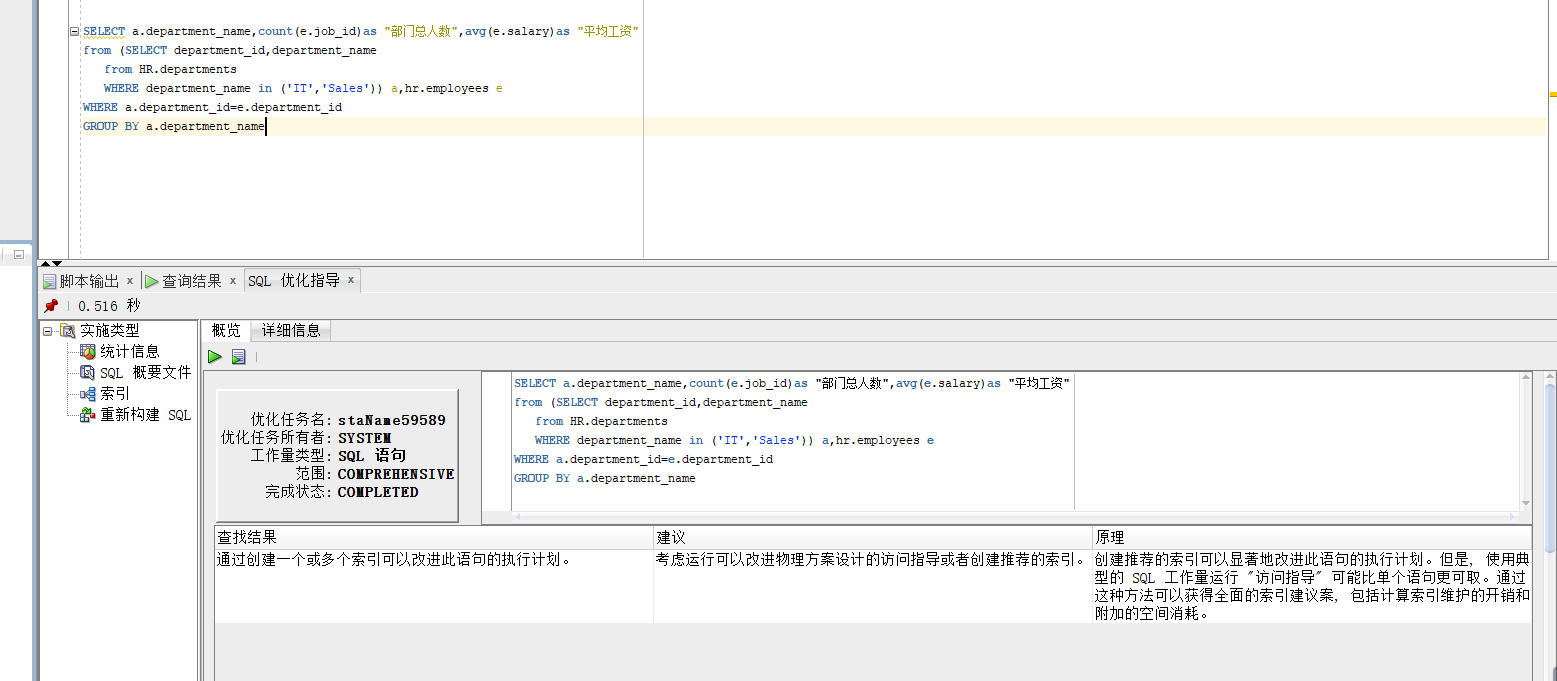 SELECT a.department_name,count(e.job_id)as "部门总人数",avg(e.salary)as "平均工资"
from (SELECT department_id,department_name
from HR.departments
WHERE department_name in ('IT','Sales')) a,hr.employees e
WHERE a.department_id=e.department_id
GROUP BY a.department_name
脚本输出 x 查询结果 x SQL 优化指导 x
0.516 秒
实施类型
统计信息
SQL 概要文件
索引
重新构建 SQL
概览 详细信息
优化任务名: staName59589
优化任务所有者: SYSTEM
工作量类型: SQL 语句
范围: COMPREHENSIVE
完成状态: COMPLETED
SELECT a.department_name,count(e.job_id)as "部门总人数",avg(e.salary)as "平均工资"
from (SELECT department_id,department_name
from HR.departments
WHERE department_name in ('IT','Sales')) a,hr.employees e
WHERE a.department_id=e.department_id
GROUP BY a.department_name
查找结果 建议 原理
通过创建一个或多个索引可以改进此语句的执行计划。
考虑运行可以改进物理方案设计的访问指导或者创建推荐的索引。
创建推荐的索引可以显著地改进此语句的执行计划。但是, 使用典
型的 SQL 工作量运行 "访问指导" 可能比单个语句更可取。通过
这种方法可以获得全面的索引建议案, 包括计算索引维护的开销和
附加的空间消耗。